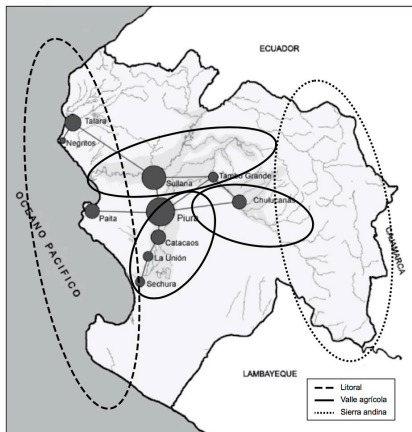 ECUADOR
Talara
Negritos
Sullana
Tambo Grande
Chulucanas
Paita
Piura
Catacaos
La Unión
Sechura
OCEANO PACIFICO
CAJAMARCA
LAMBAYEQUE
Litoral
Valle agrícola
Sierra andina